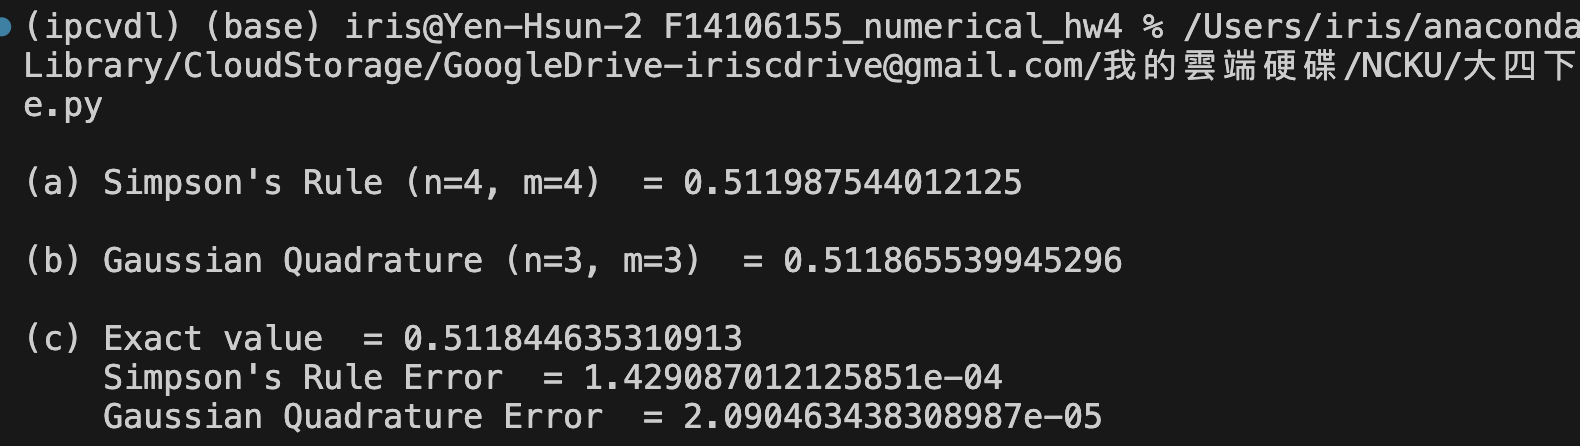 (ipcvdl) (base) iris@Yen-Hsun-2 F14106155_numerical_hw4 % /Users/iris/anaconda
Library/CloudStorage/GoogleDrive-iriscdrive@gmail.com/我的雲端硬碟/NCKU/大四下
e.py
(a) Simpson's Rule (n=4, m=4)  = 0.511987544012125
(b) Gaussian Quadrature (n=3, m=3)  = 0.511865539945296
(c) Exact value  = 0.511844635310913
    Simpson's Rule Error  = 1.429087012125851e-04
    Gaussian Quadrature Error  = 2.090463438308987e-05